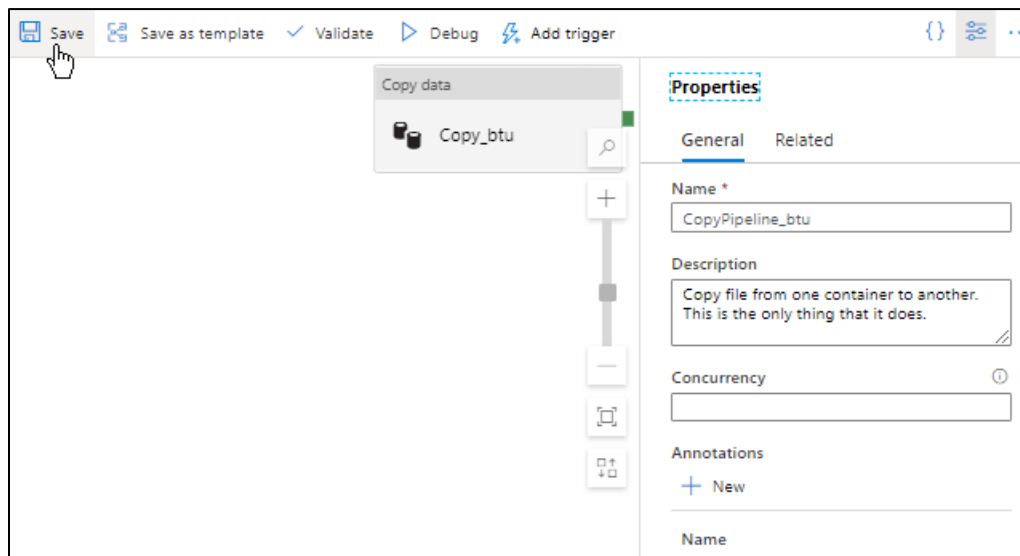 Save Save as template Validate Debug Add trigger {} ...
Copy data
Copy_btu
Properties
General Related
Name *
CopyPipeline_btu
Description
Copy file from one container to another.
This is the only thing that it does.
Concurrency
Annotations
+ New
Name